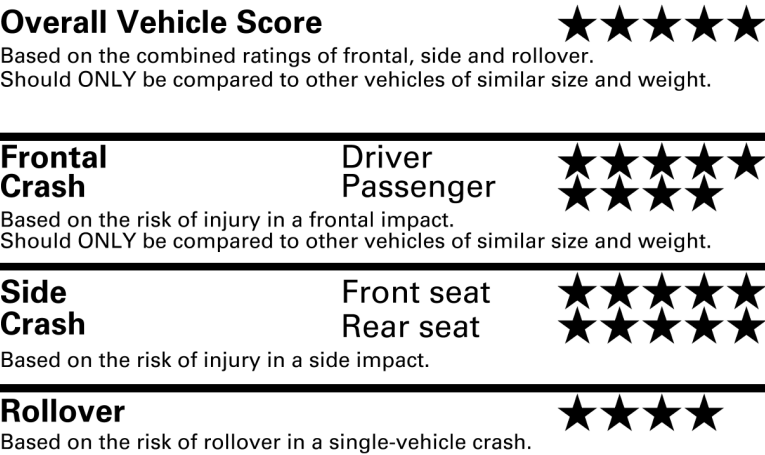 Overall Vehicle Score ★★★★★
Based on the combined ratings of frontal, side and rollover.
Should ONLY be compared to other vehicles of similar size and weight.
Frontal Driver ★★★★★
Crash Passenger ★★★★
Based on the risk of injury in a frontal impact.
Should ONLY be compared to other vehicles of similar size and weight.
Side Front seat ★★★★★
Crash Rear seat ★★★★★
Based on the risk of injury in a side impact.
Rollover ★★★★
Based on the risk of rollover in a single-vehicle crash.